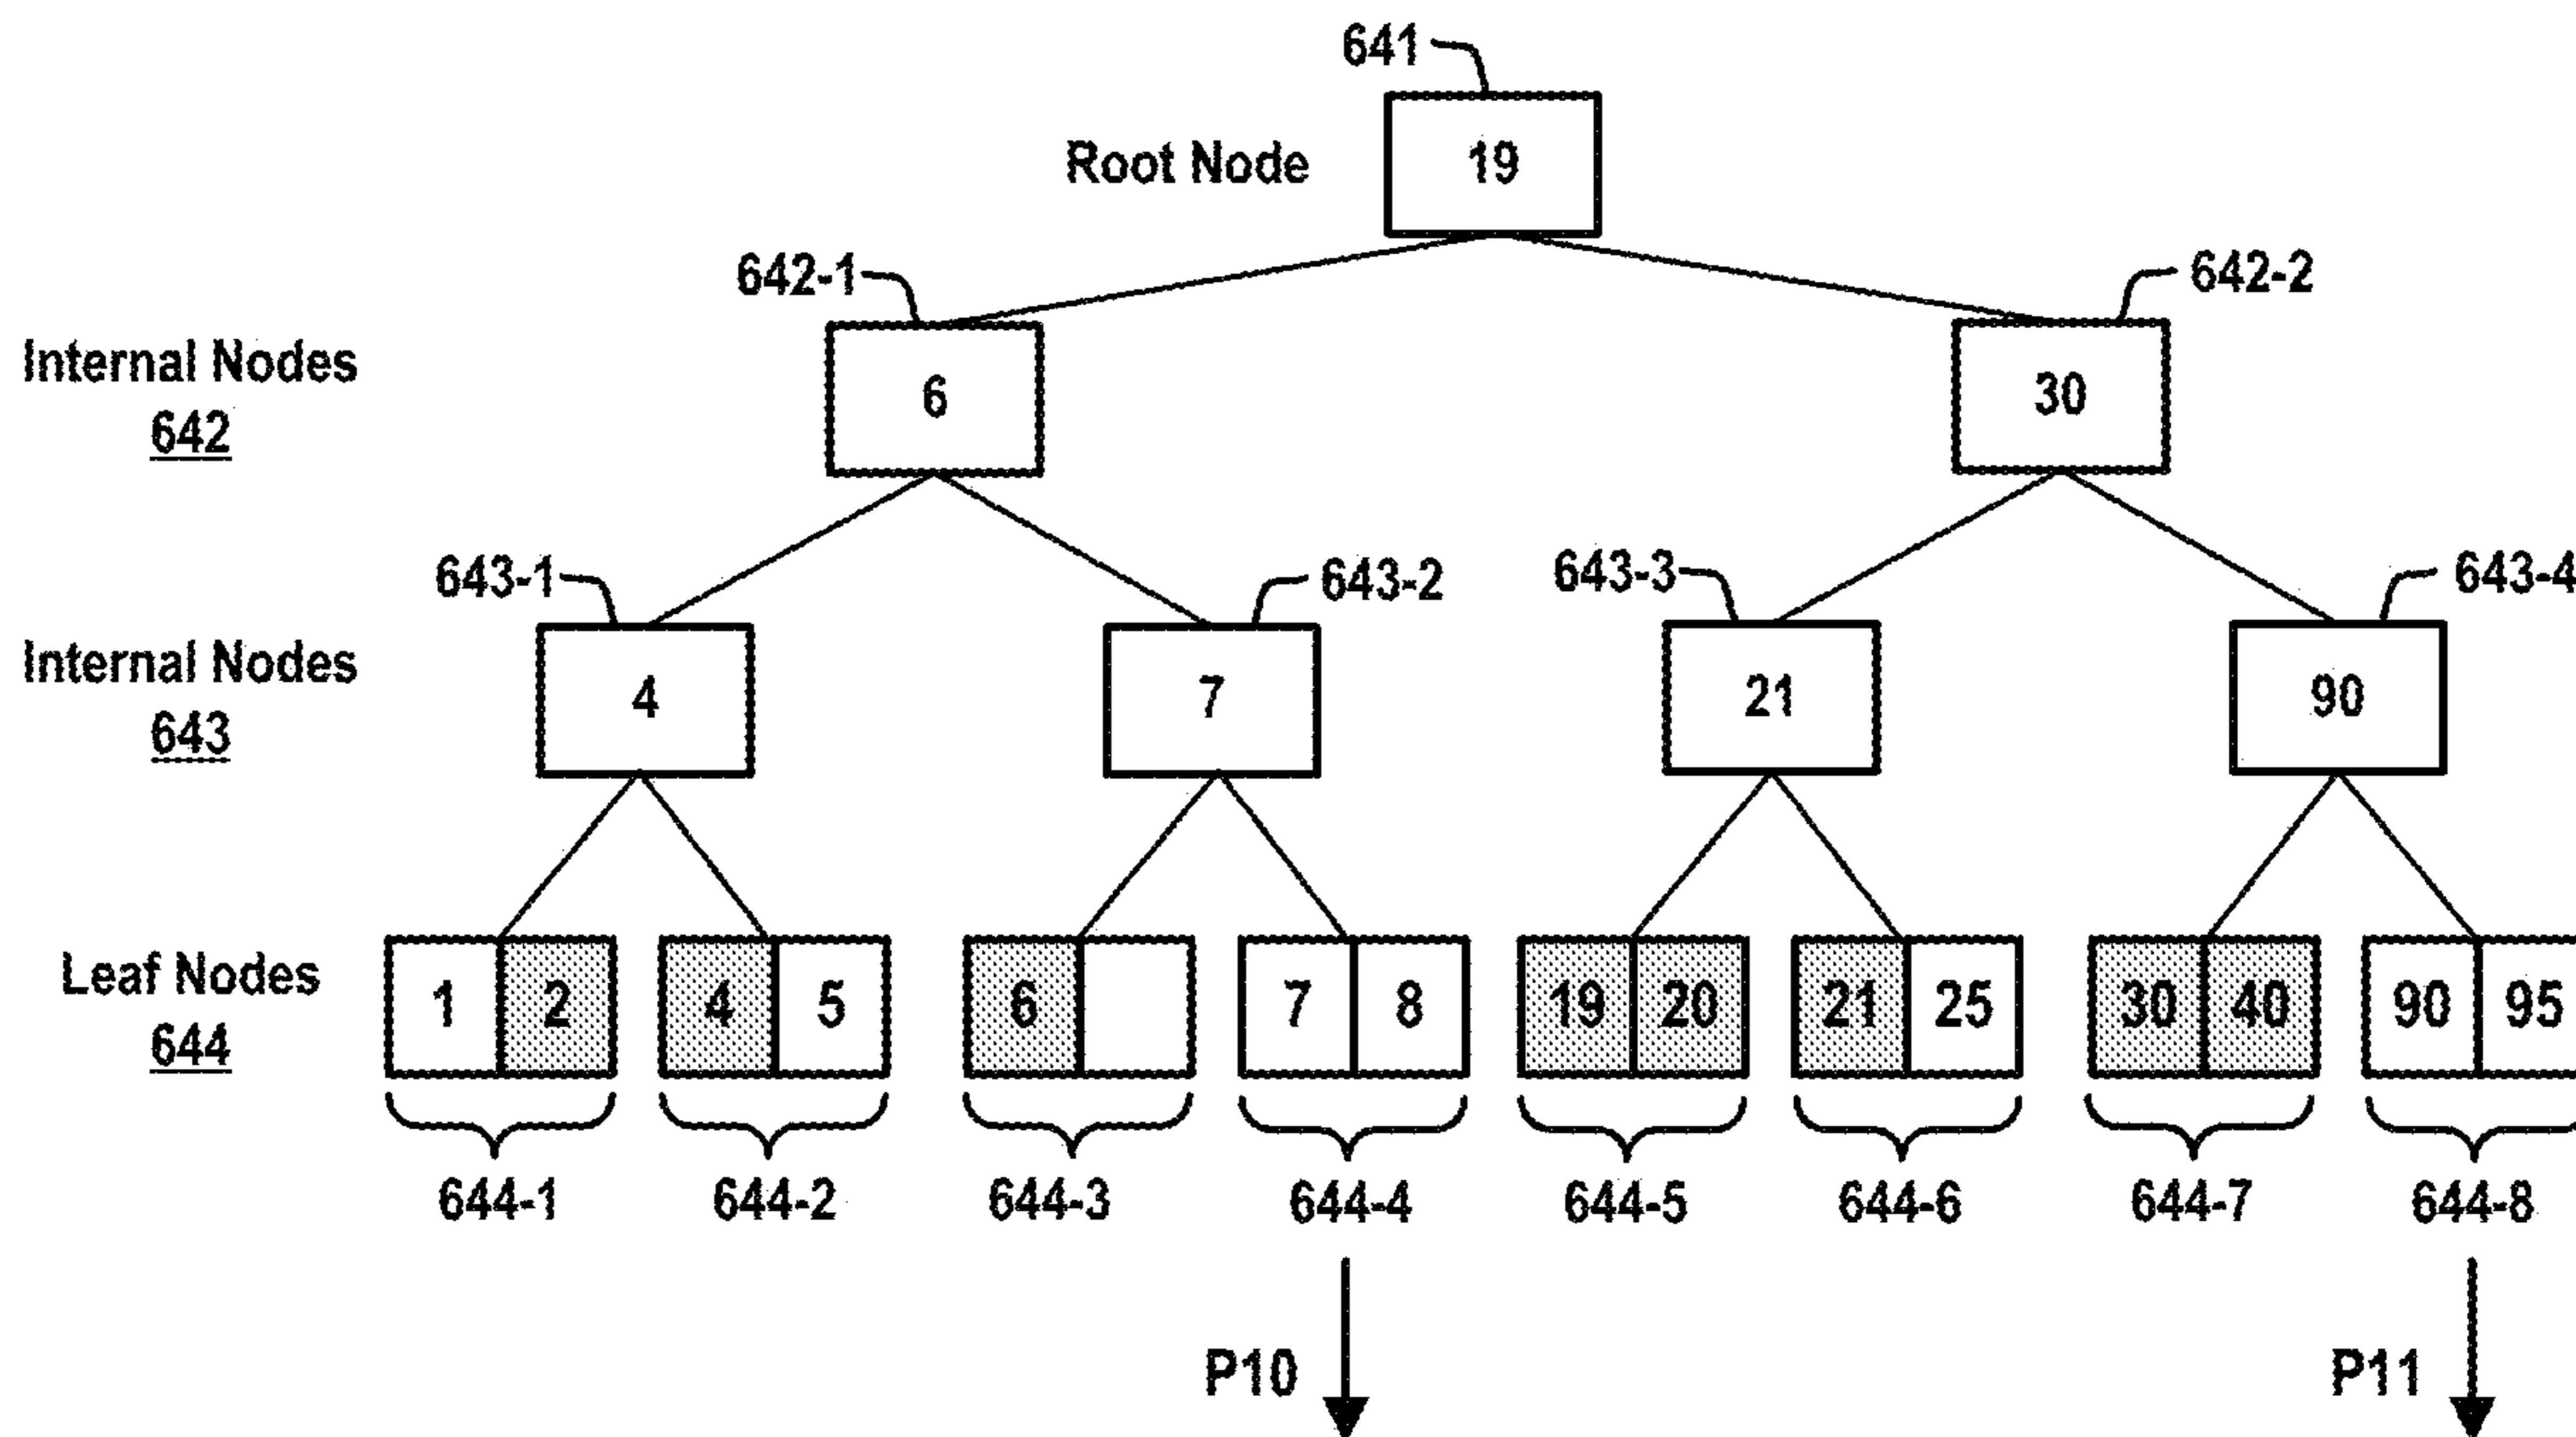 641
Root Node 19
642-1 642-2
Internal Nodes
642
6 30
643-1 643-2 643-3 643-4
Internal Nodes
643
4 7 21 90
Leaf Nodes
644
1 2 4 5 6 7 8 19 20 21 25 30 40 90 95
644-1 644-2 644-3 644-4 644-5 644-6 644-7 644-8
P10 P11